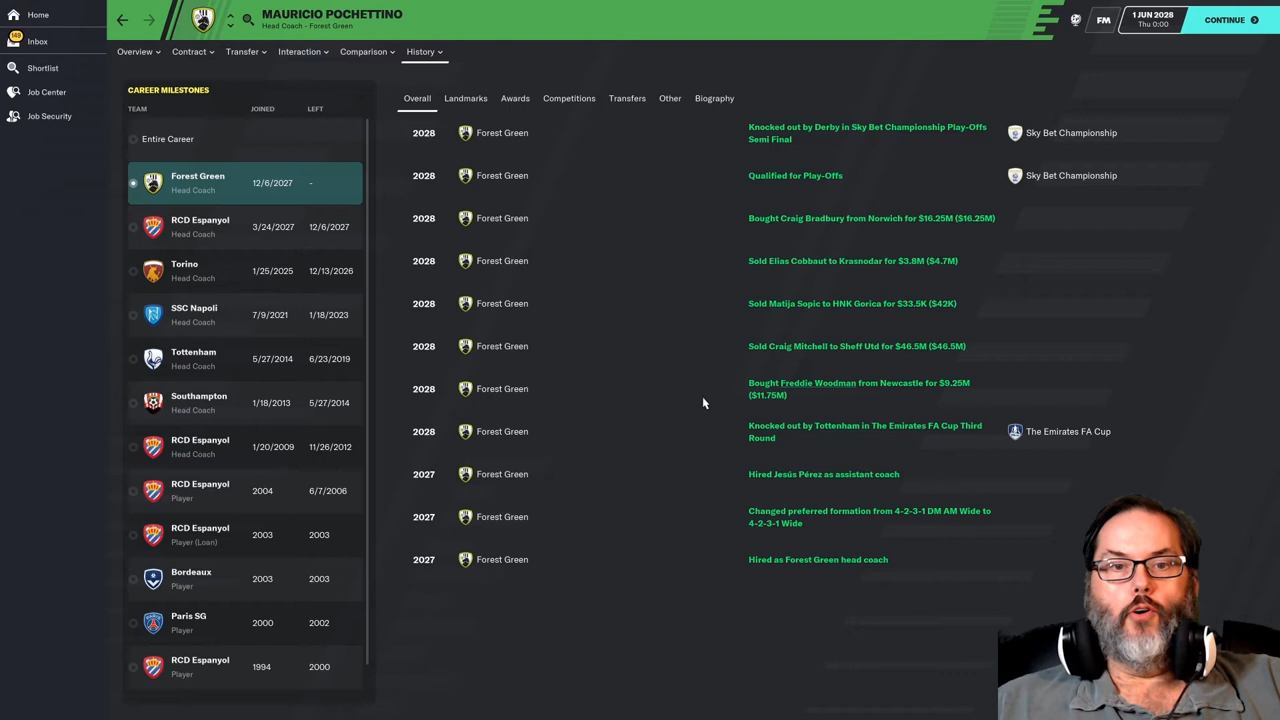 Home
149
Inbox
Shortlist
Job Center
Job Security
MAURICIO POCHETTINO
Head Coach - Forest Green
FM
1 JUN 2028
Thu 0:00
CONTINUE
Overview
Contract
Transfer
Interaction
Comparison
History
CAREER MILESTONES
TEAM JOINED LEFT
Entire Career
Forest Green
Head Coach
12/6/2027 -
RCD Espanyol
Head Coach
3/24/2027 12/6/2027
Torino
Head Coach
1/25/2025 12/13/2026
SSC Napoli
Head Coach
7/9/2021 1/18/2023
Tottenham
Head Coach
5/27/2014 6/23/2019
Southampton
Head Coach
1/18/2013 5/27/2014
RCD Espanyol
Head Coach
1/20/2009 11/26/2012
RCD Espanyol
Player
2004 6/7/2006
RCD Espanyol
Player (Loan)
2003 2003
Bordeaux
Player
2003 2003
Paris SG
Player
2000 2002
RCD Espanyol
Player
1994 2000
Overall Landmarks Awards Competitions Transfers Other Biography
2028 Forest Green
Knocked out by Derby in Sky Bet Championship Play-Offs
Semi Final
Sky Bet Championship
2028 Forest Green Qualified for Play-Offs Sky Bet Championship
2028 Forest Green Bought Craig Bradbury from Norwich for $16.25M ($16.25M)
2028 Forest Green Sold Elias Cobbaut to Krasnodar for $3.8M ($4.7M)
2028 Forest Green Sold Matija Sopic to HNK Gorica for $33.5K ($42K)
2028 Forest Green Sold Craig Mitchell to Sheff Utd for $46.5M ($46.5M)
2028 Forest Green
Bought Freddie Woodman from Newcastle for $9.25M
($11.75M)
2028 Forest Green
Knocked out by Tottenham in The Emirates FA Cup Third
Round
The Emirates FA Cup
2027 Forest Green Hired Jesús Pérez as assistant coach
2027 Forest Green
Changed preferred formation from 4-2-3-1 DM AM Wide to
4-2-3-1 Wide
2027 Forest Green Hired as Forest Green head coach